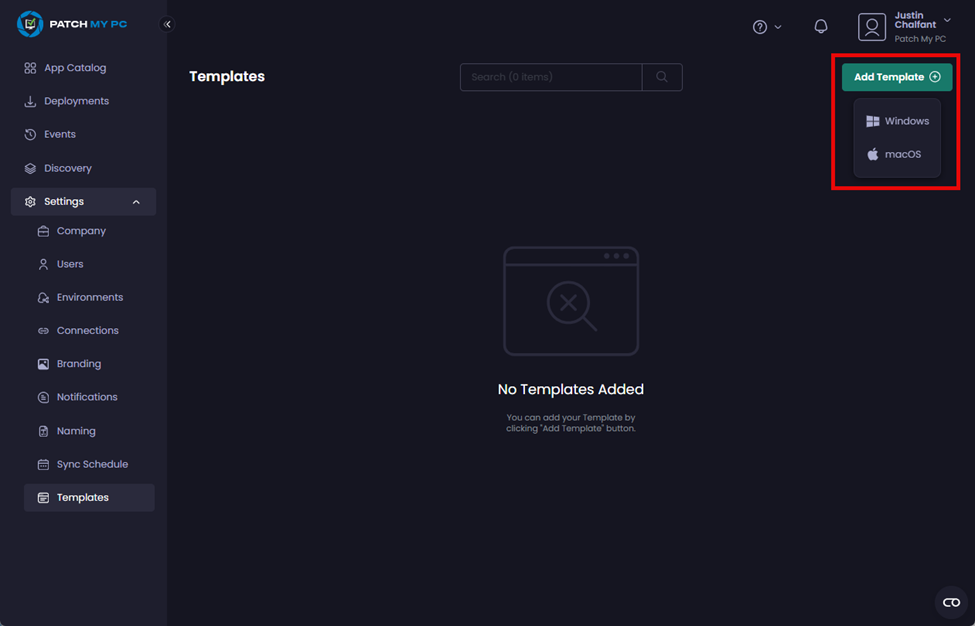 PATCH MY PC
Justin
Chalfant
Patch My PC
App Catalog
Deployments
Events
Discovery
Settings
Company
Users
Environments
Connections
Branding
Notifications
Naming
Sync Schedule
Templates
Templates
Search (0 items)
Add Template
Windows
macOS
No Templates Added
You can add your Template by
clicking "Add Template" button.